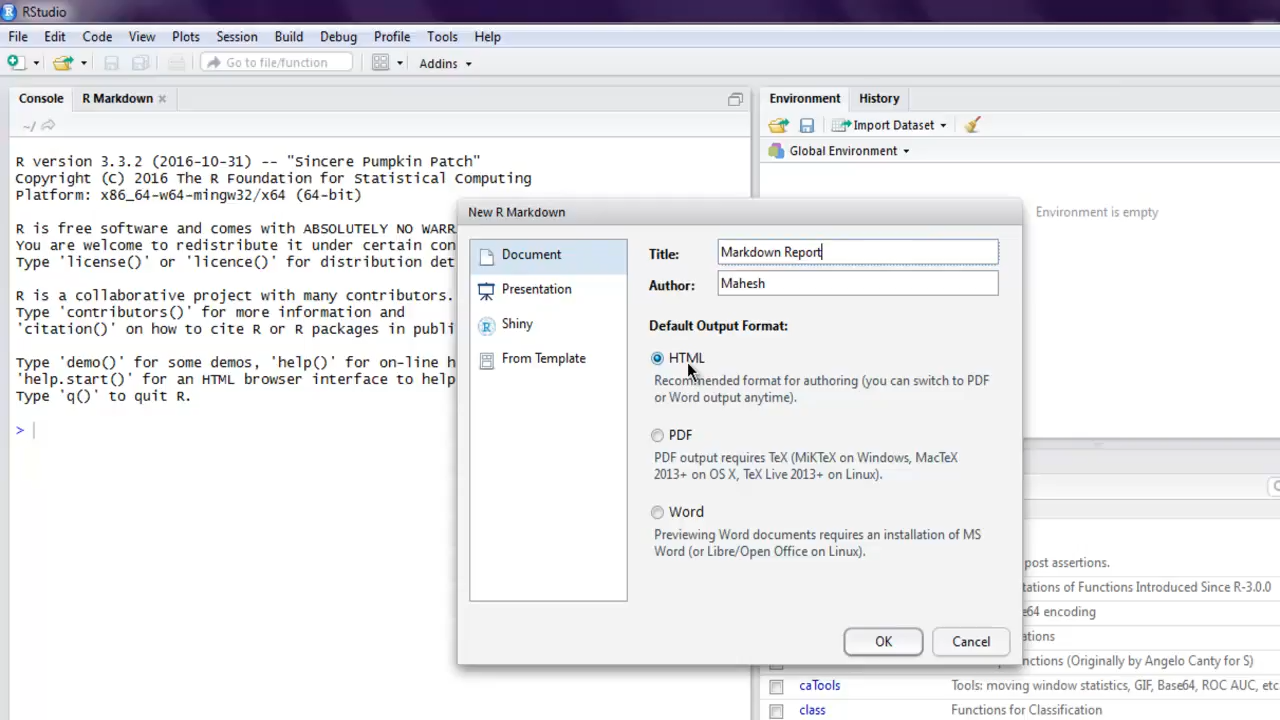 RStudio
File Edit Code View Plots Session Build Debug Profile Tools Help
Go to file/function Addins
Console R Markdown
Environment History
~/
Import Dataset
Global Environment
R version 3.3.2 (2016-10-31) -- "Sincere Pumpkin Patch"
Copyright (C) 2016 The R Foundation for Statistical Computing
Platform: x86_64-w64-mingw32/x64 (64-bit)
R is free software and comes with ABSOLUTELY NO WARR
You are welcome to redistribute it under certain con
Type 'license()' or 'licence()' for distribution det
R is a collaborative project with many contributors.
Type 'contributors()' for more information and
'citation()' on how to cite R or R packages in publi
Type 'demo()' for some demos, 'help()' for on-line h
'help.start()' for an HTML browser interface to help
Type 'q()' to quit R.
>
Environment is empty
New R Markdown
Document
Presentation
Shiny
From Template
Title: Markdown Report
Author: Mahesh
Default Output Format:
HTML
Recommended format for authoring (you can switch to PDF
or Word output anytime).
PDF
PDF output requires TeX (MiKTeX on Windows, MacTeX
2013+ on OS X, TeX Live 2013+ on Linux).
Word
Previewing Word documents requires an installation of MS
Word (or Libre/Open Office on Linux).
OK Cancel
post assertions.
tations of Functions Introduced Since R-3.0.0
e64 encoding
ations
nctions (Originally by Angelo Canty for S)
caTools Tools: moving window statistics, GIF, Base64, ROC AUC, etc
class Functions for Classification